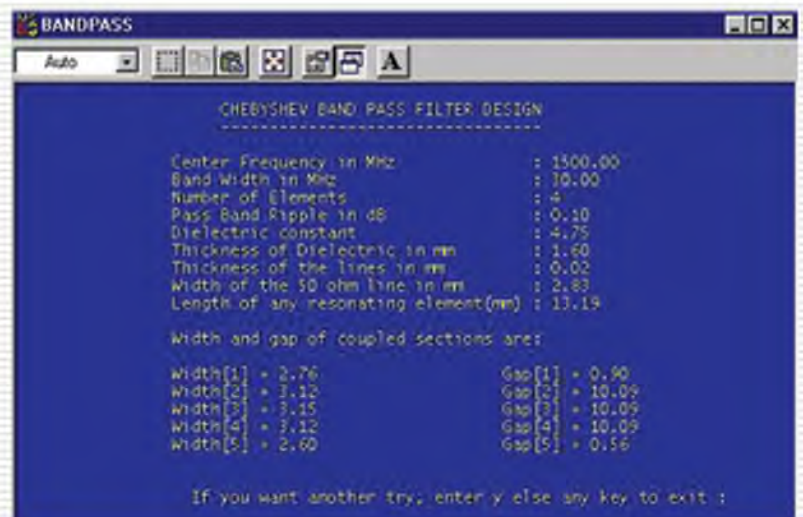 BANDPASS
Auto
A
CHEBYSHEV BAND PASS FILTER DESIGN
--------------------------------
Center Frequency in MHz : 1500.00
Band Width in MHz : 30.00
Number of Elements : 4
Pass Band Ripple in dB : 0.10
Dielectric constant : 4.75
Thickness of Dielectric in mm : 1.60
Thickness of the lines in mm : 0.02
Width of the 50 ohm line in mm : 2.83
Length of any resonating element(mm) : 13.19
Width and gap of coupled sections are:
Width[1] = 2.76 Gap[1] = 0.90
Width[2] = 3.12 Gap[2] = 10.09
Width[3] = 3.15 Gap[3] = 10.09
Width[4] = 3.12 Gap[4] = 10.09
Width[5] = 2.60 Gap[5] = 0.56
If you want another try, enter y else any key to exit :